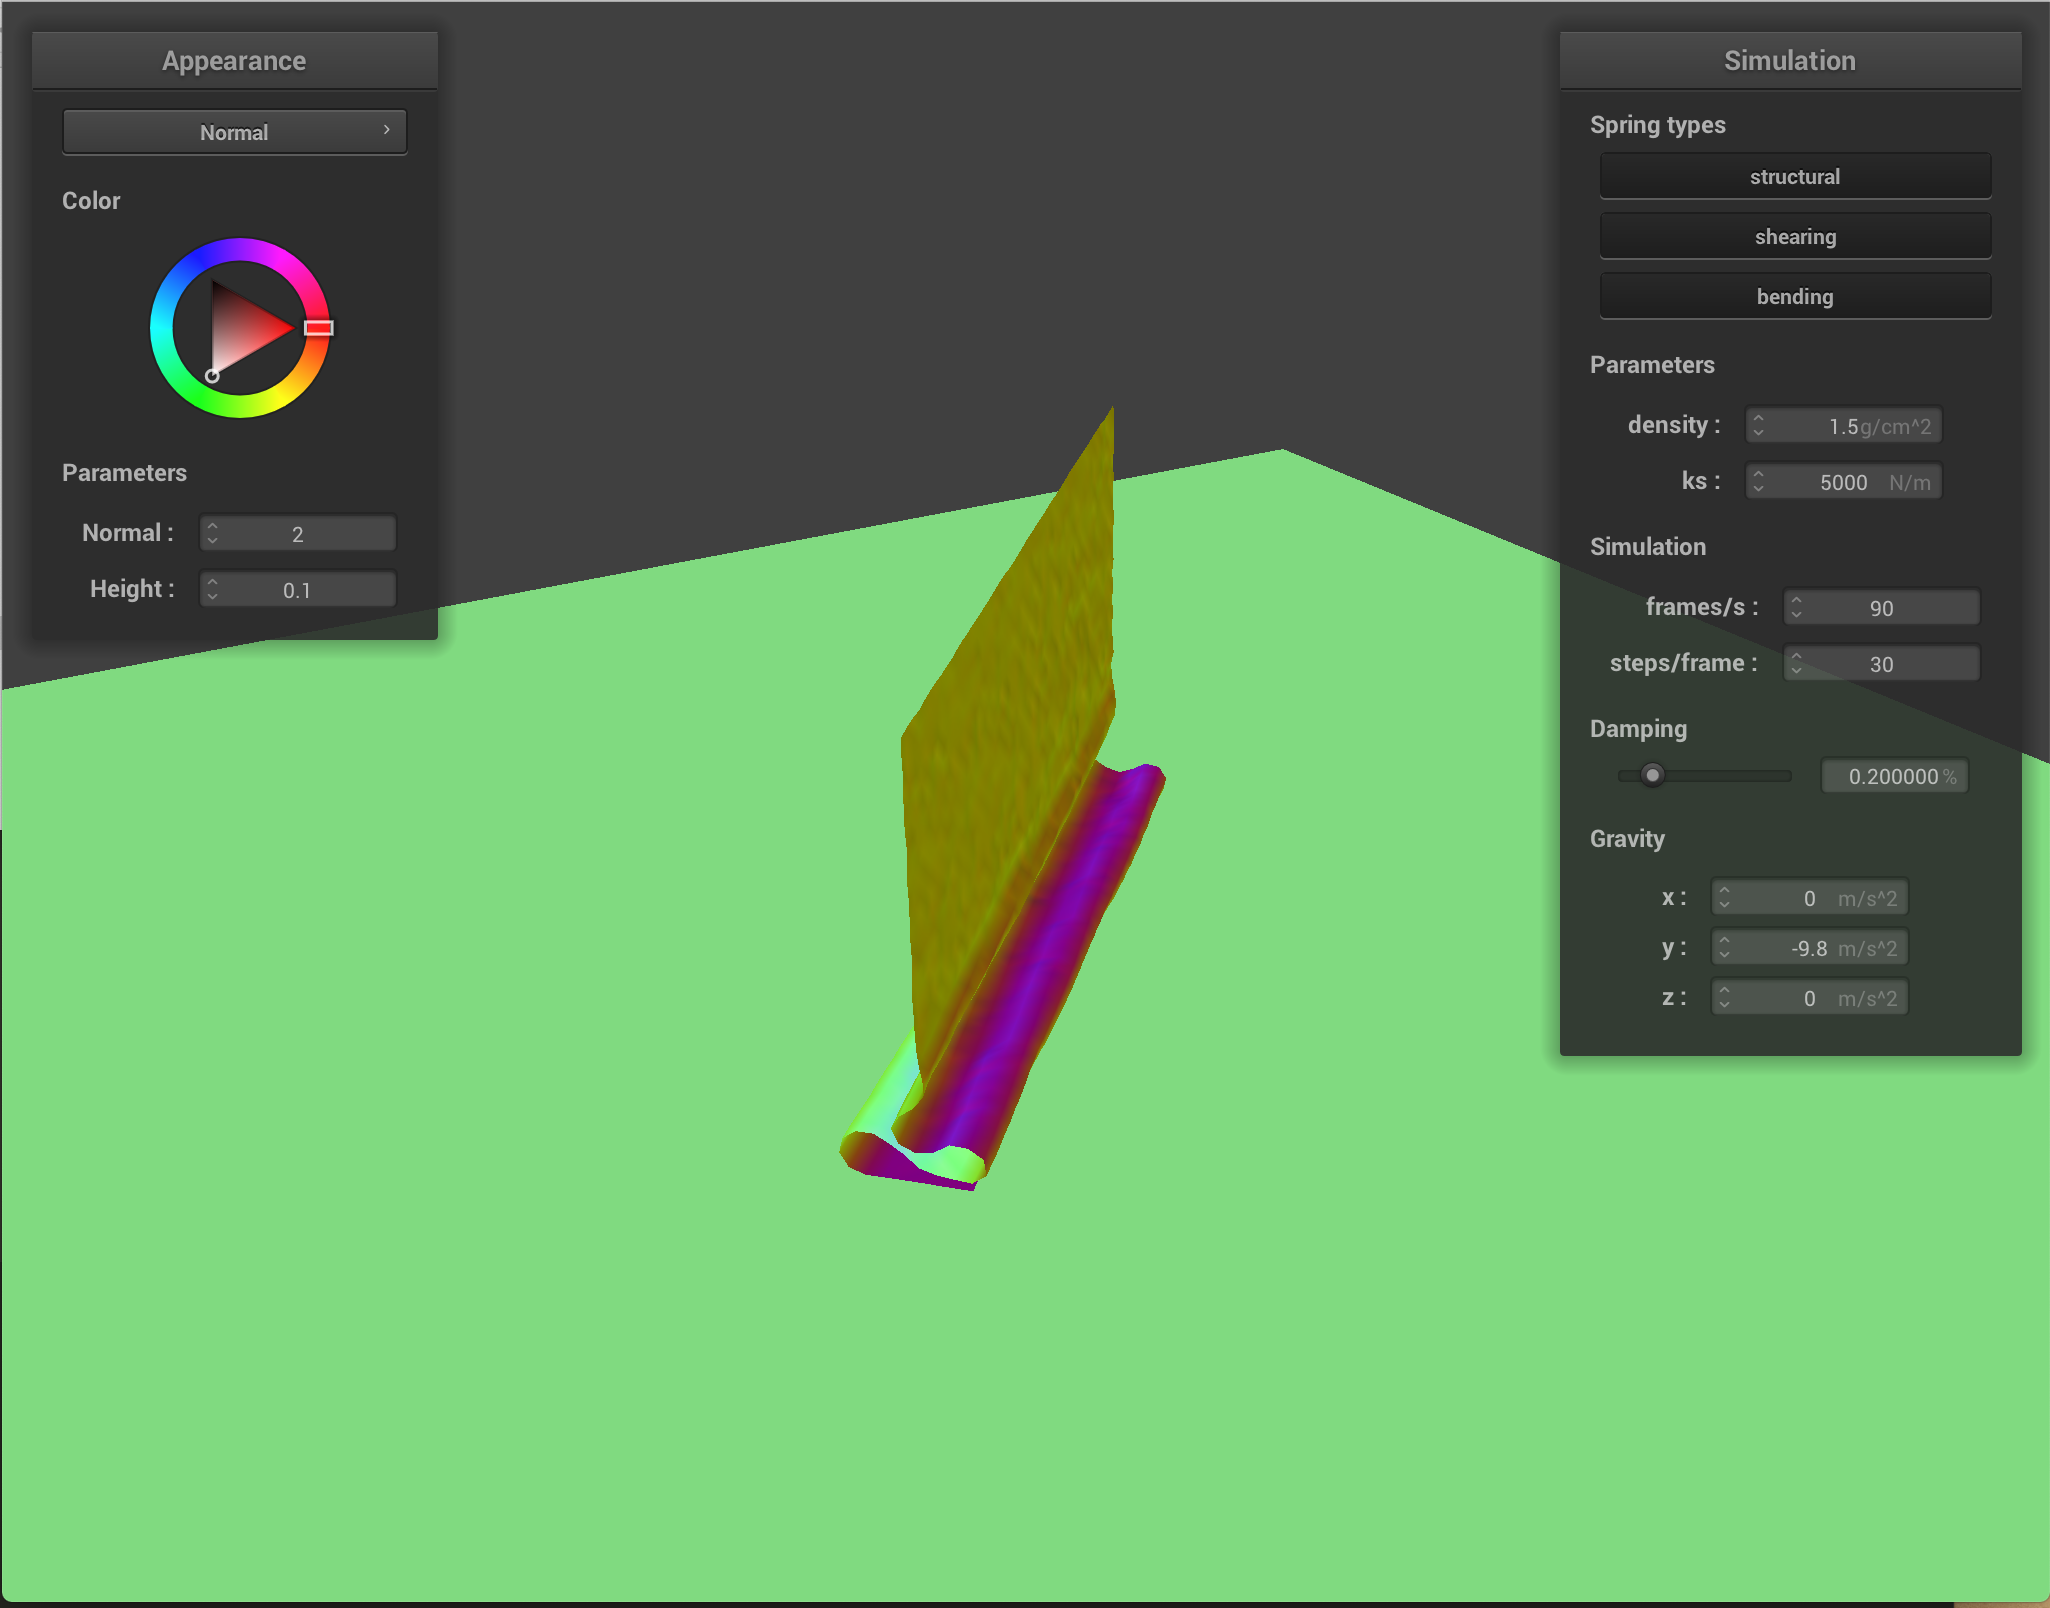 Appearance
Normal
Color
Parameters
Normal : 2
Height : 0.1
Simulation
Spring types
structural
shearing
bending
Parameters
density : 1.5 g/cm^2
ks : 5000 N/m
Simulation
frames/s : 90
steps/frame : 30
Damping
0.200000 %
Gravity
x : 0 m/s^2
y : -9.8 m/s^2
z : 0 m/s^2